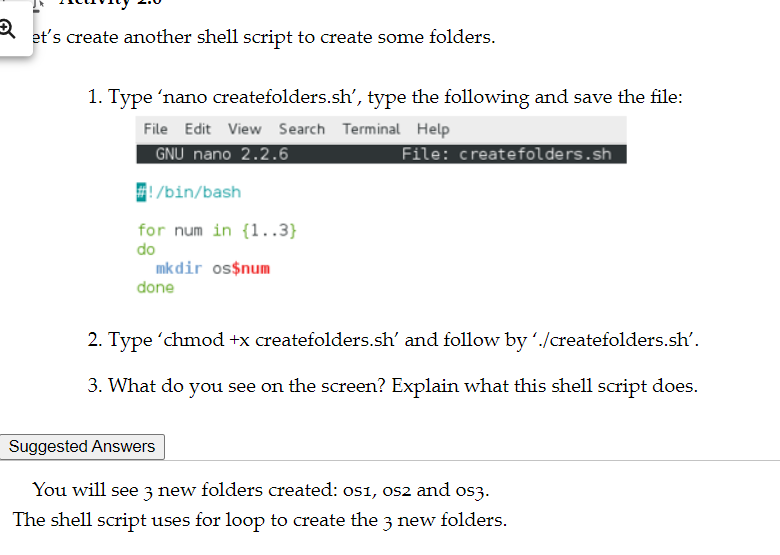 et's create another shell script to create some folders.
1. Type ‘nano createfolders.sh’, type the following and save the file:
File Edit View Search Terminal Help
GNU nano 2.2.6 File: createfolders.sh
#!/bin/bash
for num in {1..3}
do
mkdir os$num
done
2. Type ‘chmod +x createfolders.sh’ and follow by ‘./createfolders.sh’.
3. What do you see on the screen? Explain what this shell script does.
Suggested Answers
You will see 3 new folders created: os1, os2 and os3.
The shell script uses for loop to create the 3 new folders.